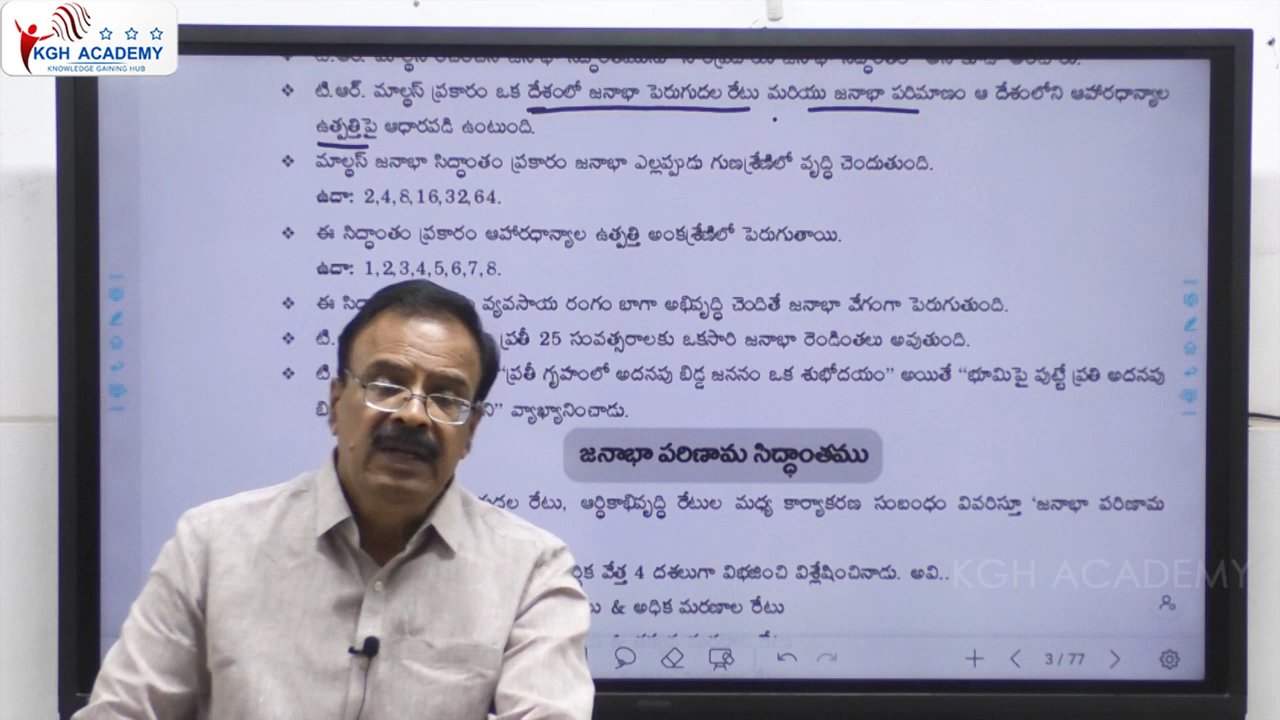 KGH ACADEMY
KNOWLEDGE GAINING HUB
❖ టి.ఆర్. మాల్థస్ ప్రకారం ఒక దేశంలో జనాభా పెరుగుదల రేటు మరియు జనాభా పరిమాణం ఆ దేశంలోని ఆహారధాన్యాల
ఉత్పత్తిపై ఆధారపడి ఉంటుంది.
❖ మాల్థస్ జనాభా సిద్ధాంతం ప్రకారం జనాభా ఎల్లప్పుడు గుణశ్రేణిలో వృద్ధి చెందుతుంది.
ఉదా: 2,4,8,16,32,64.
❖ ఈ సిద్ధాంతం ప్రకారం ఆహారధాన్యాల ఉత్పత్తి అంకశ్రేణిలో పెరుగుతాయి.
ఉదా: 1,2,3,4,5,6,7,8.
❖ ఈ వ్యవసాయ రంగం బాగా అభివృద్ధి చెందితే జనాభా వేగంగా పెరుగుతుంది.
❖ టి. ప్రతీ 25 సంవత్సరాలకు ఒకసారి జనాభా రెండింతలు అవుతుంది.
❖ టి. "ప్రతీ గృహంలో అదనపు బిడ్డ జననం ఒక శుభోదయం" అయితే "భూమిపై పుట్టే ప్రతి అదనపు
వ్యాఖ్యానించాడు.
జనాభా పరిణామ సిద్ధాంతము
రేటు, ఆర్థికాభివృద్ధి రేటుల మధ్య కార్యాకరణ సంబంధం వివరిస్తూ 'జనాభా పరిణామ
వేత్త 4 దశలుగా విభజించి విశ్లేషించినాడు. అవి..
& అధిక మరణాల రేటు
KGH ACADEMY
3/77